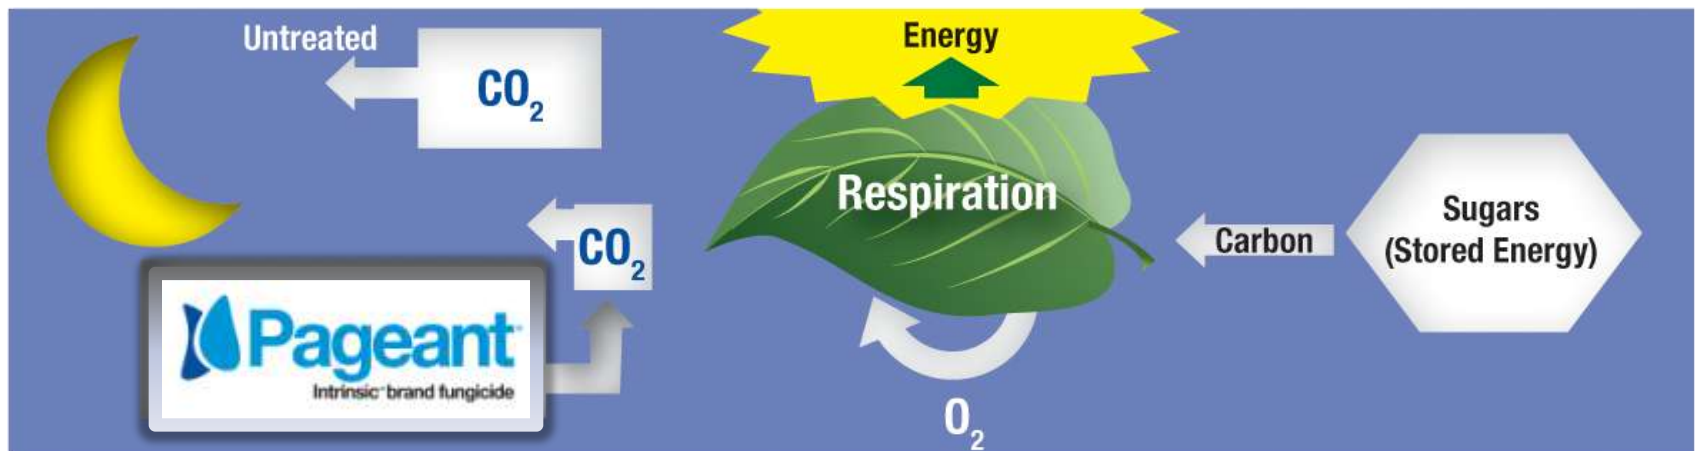 Untreated
CO₂
Energy
Respiration
CO₂
Carbon
Sugars
(Stored Energy)
Pageant
Intrinsic® brand fungicide
O₂